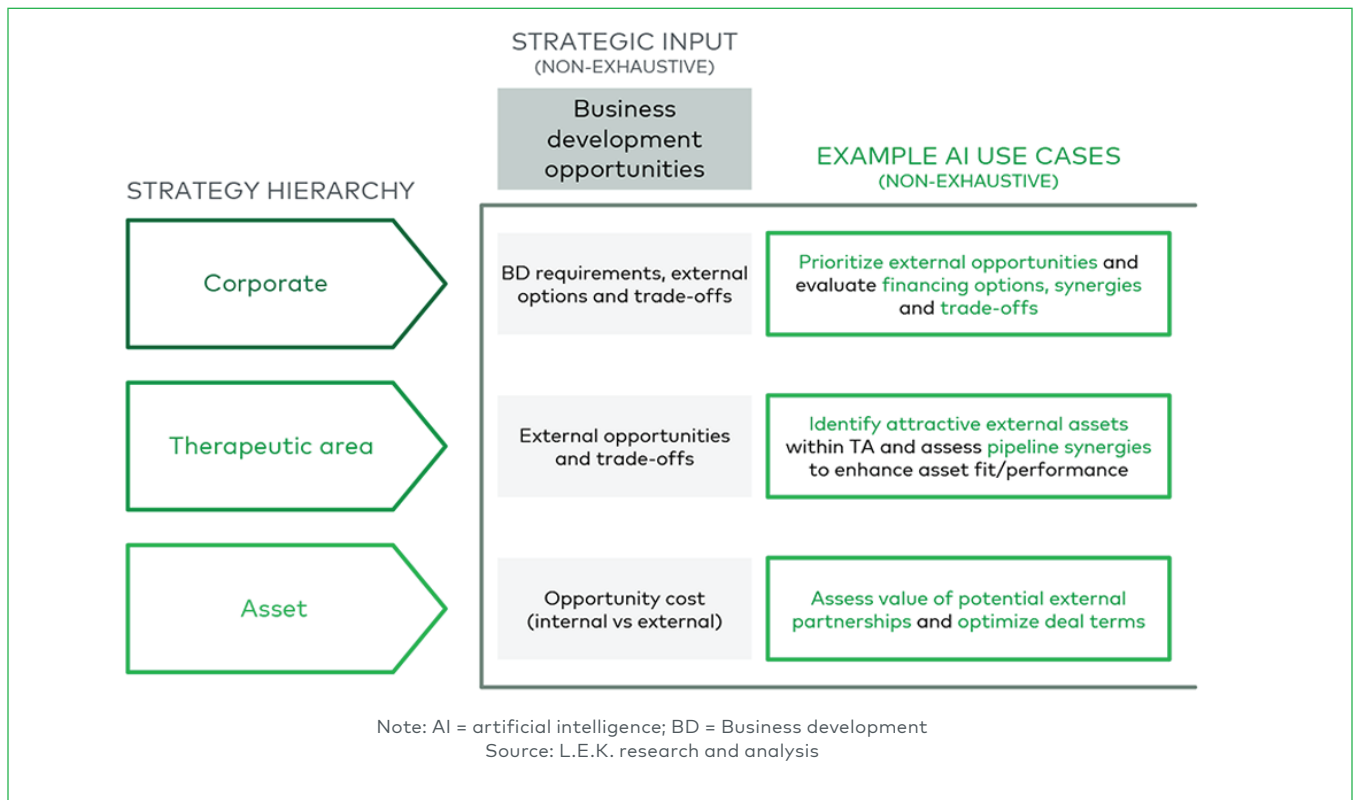 STRATEGIC INPUT
(NON-EXHAUSTIVE)
Business
development
opportunities
EXAMPLE AI USE CASES
(NON-EXHAUSTIVE)
STRATEGY HIERARCHY
Corporate
BD requirements, external
options and trade-offs
Prioritize external opportunities and
evaluate financing options, synergies
and trade-offs
Therapeutic area
External opportunities
and trade-offs
Identify attractive external assets
within TA and assess pipeline synergies
to enhance asset fit/performance
Asset
Opportunity cost
(internal vs external)
Assess value of potential external
partnerships and optimize deal terms
Note: AI = artificial intelligence; BD = Business development
Source: L.E.K. research and analysis